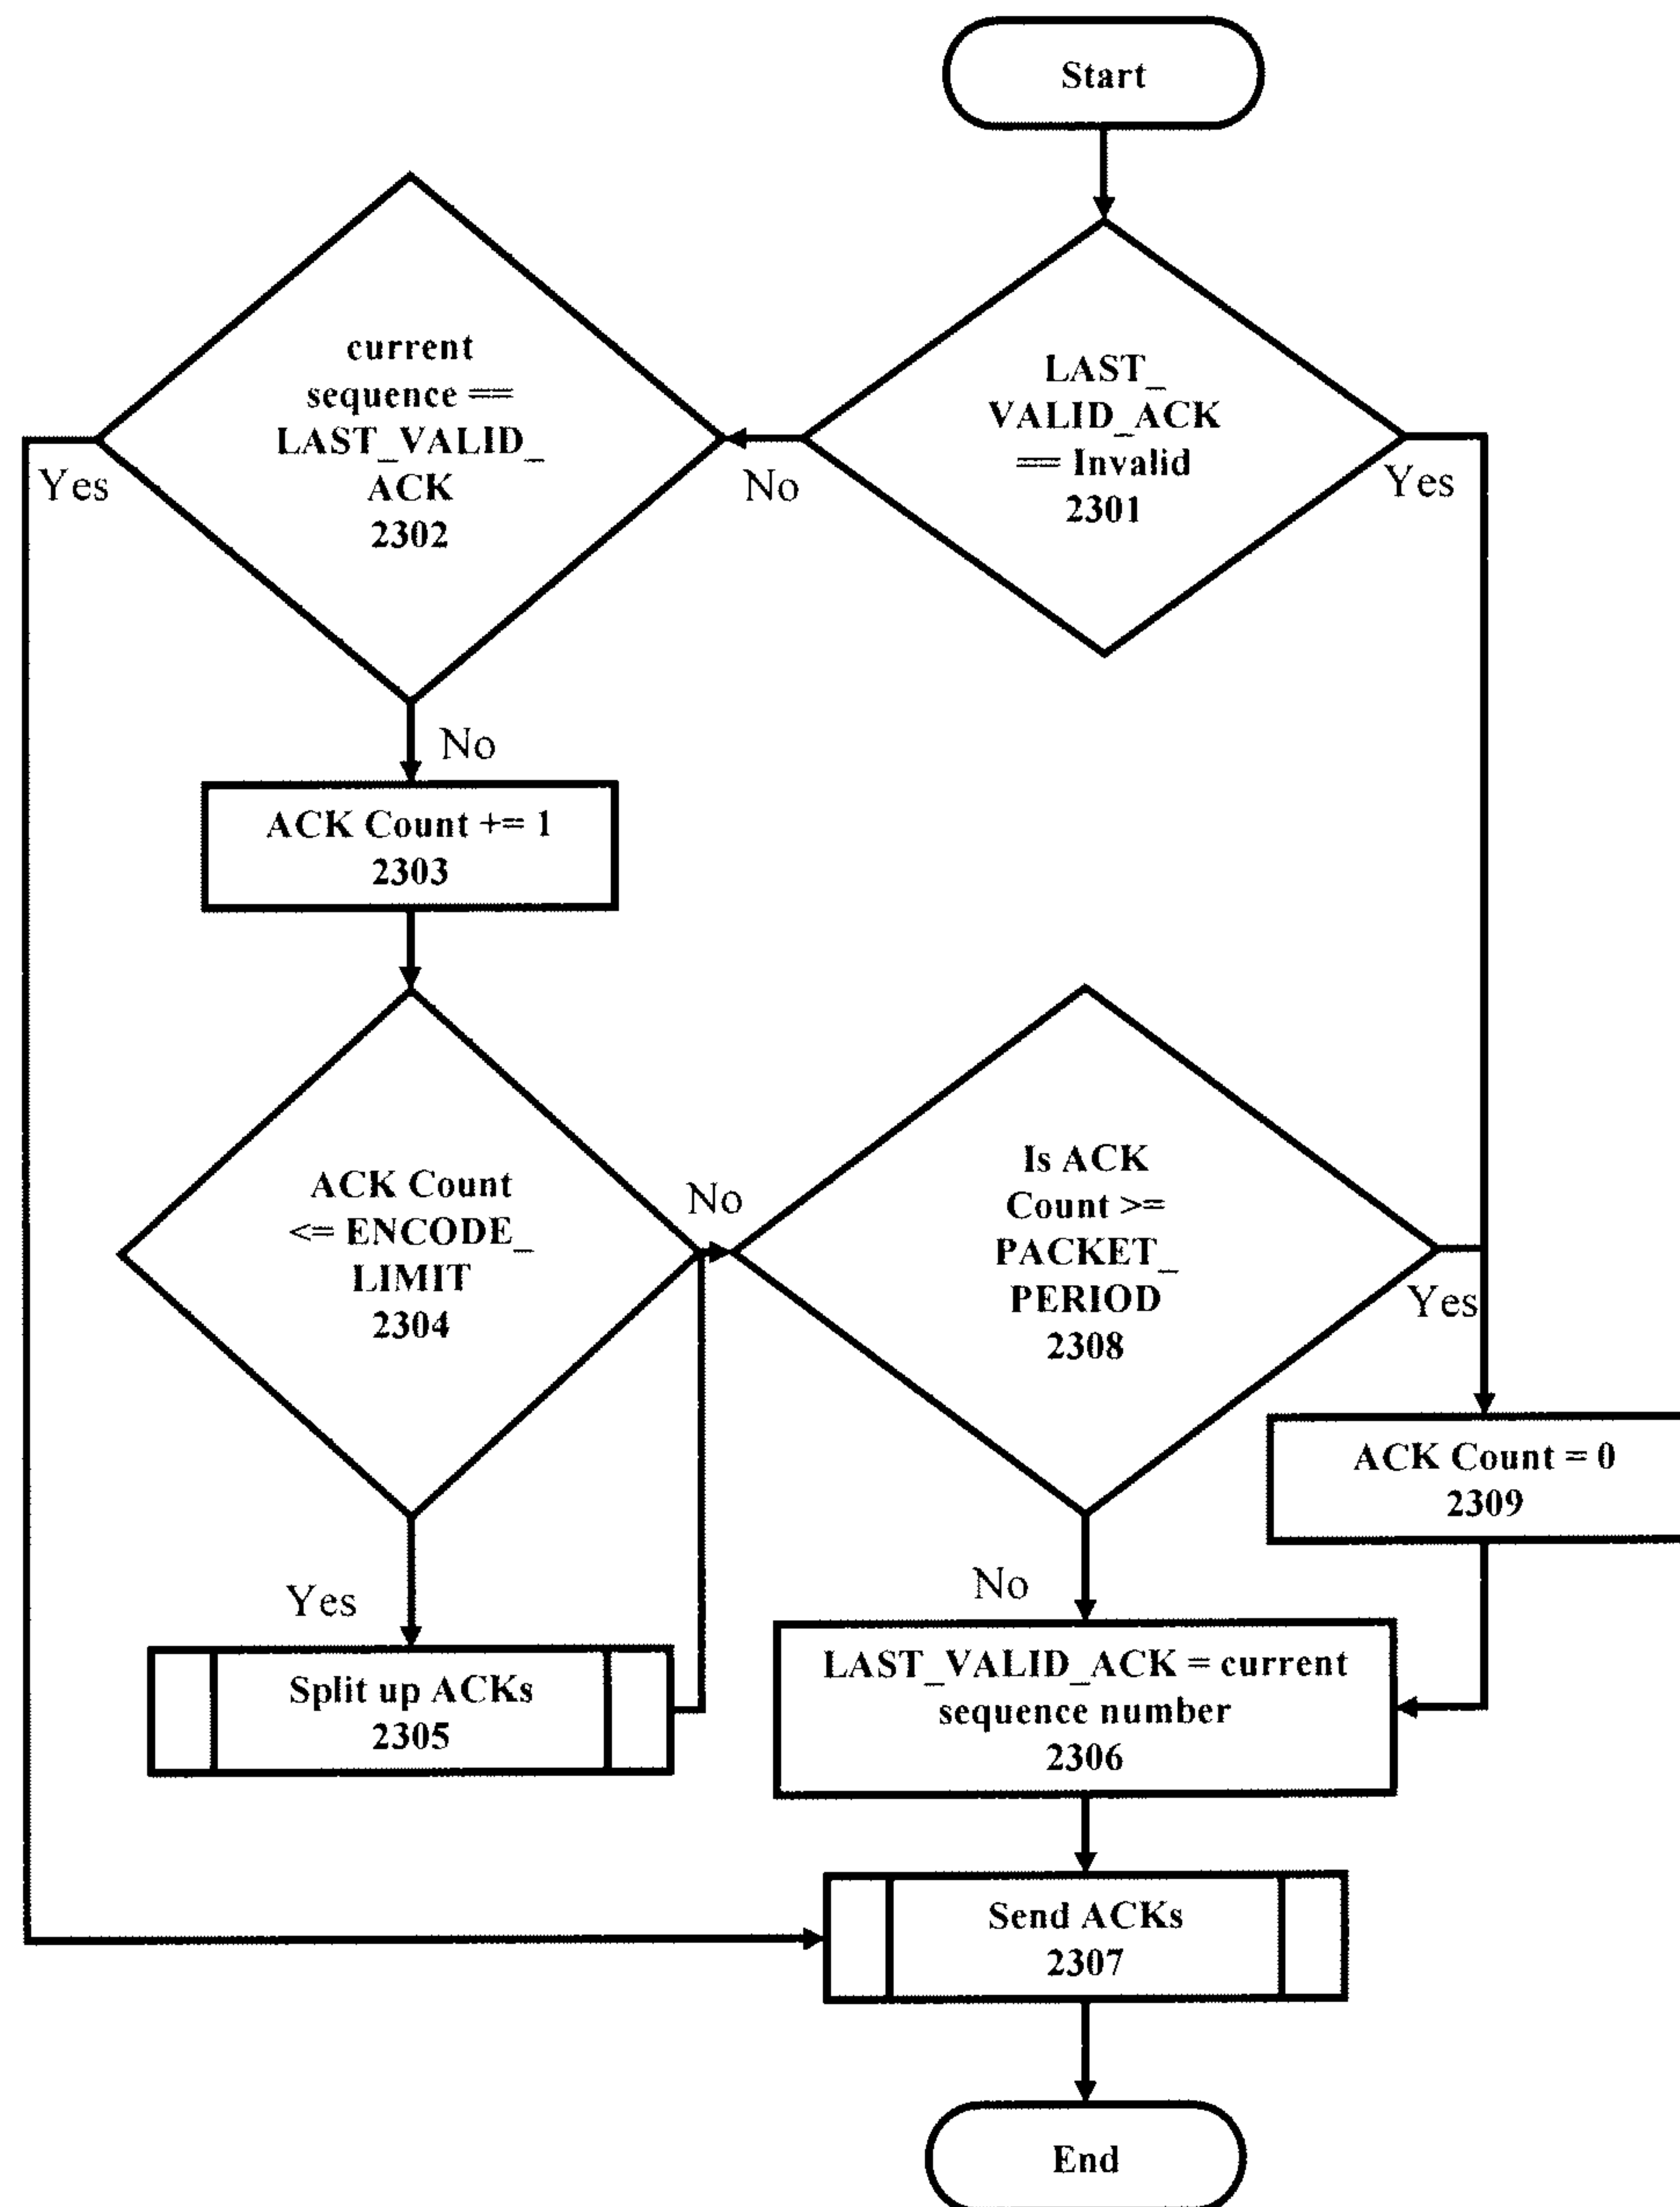 Start
LAST_
VALID_ACK
== Invalid
2301
Yes
No
current
sequence ==
LAST_VALID_
ACK
2302
Yes
No
ACK Count += 1
2303
ACK Count
<= ENCODE_
LIMIT
2304
No
Yes
Split up ACKs
2305
Is ACK
Count >=
PACKET_
PERIOD
2308
Yes
No
ACK Count = 0
2309
LAST_VALID_ACK = current
sequence number
2306
Send ACKs
2307
End